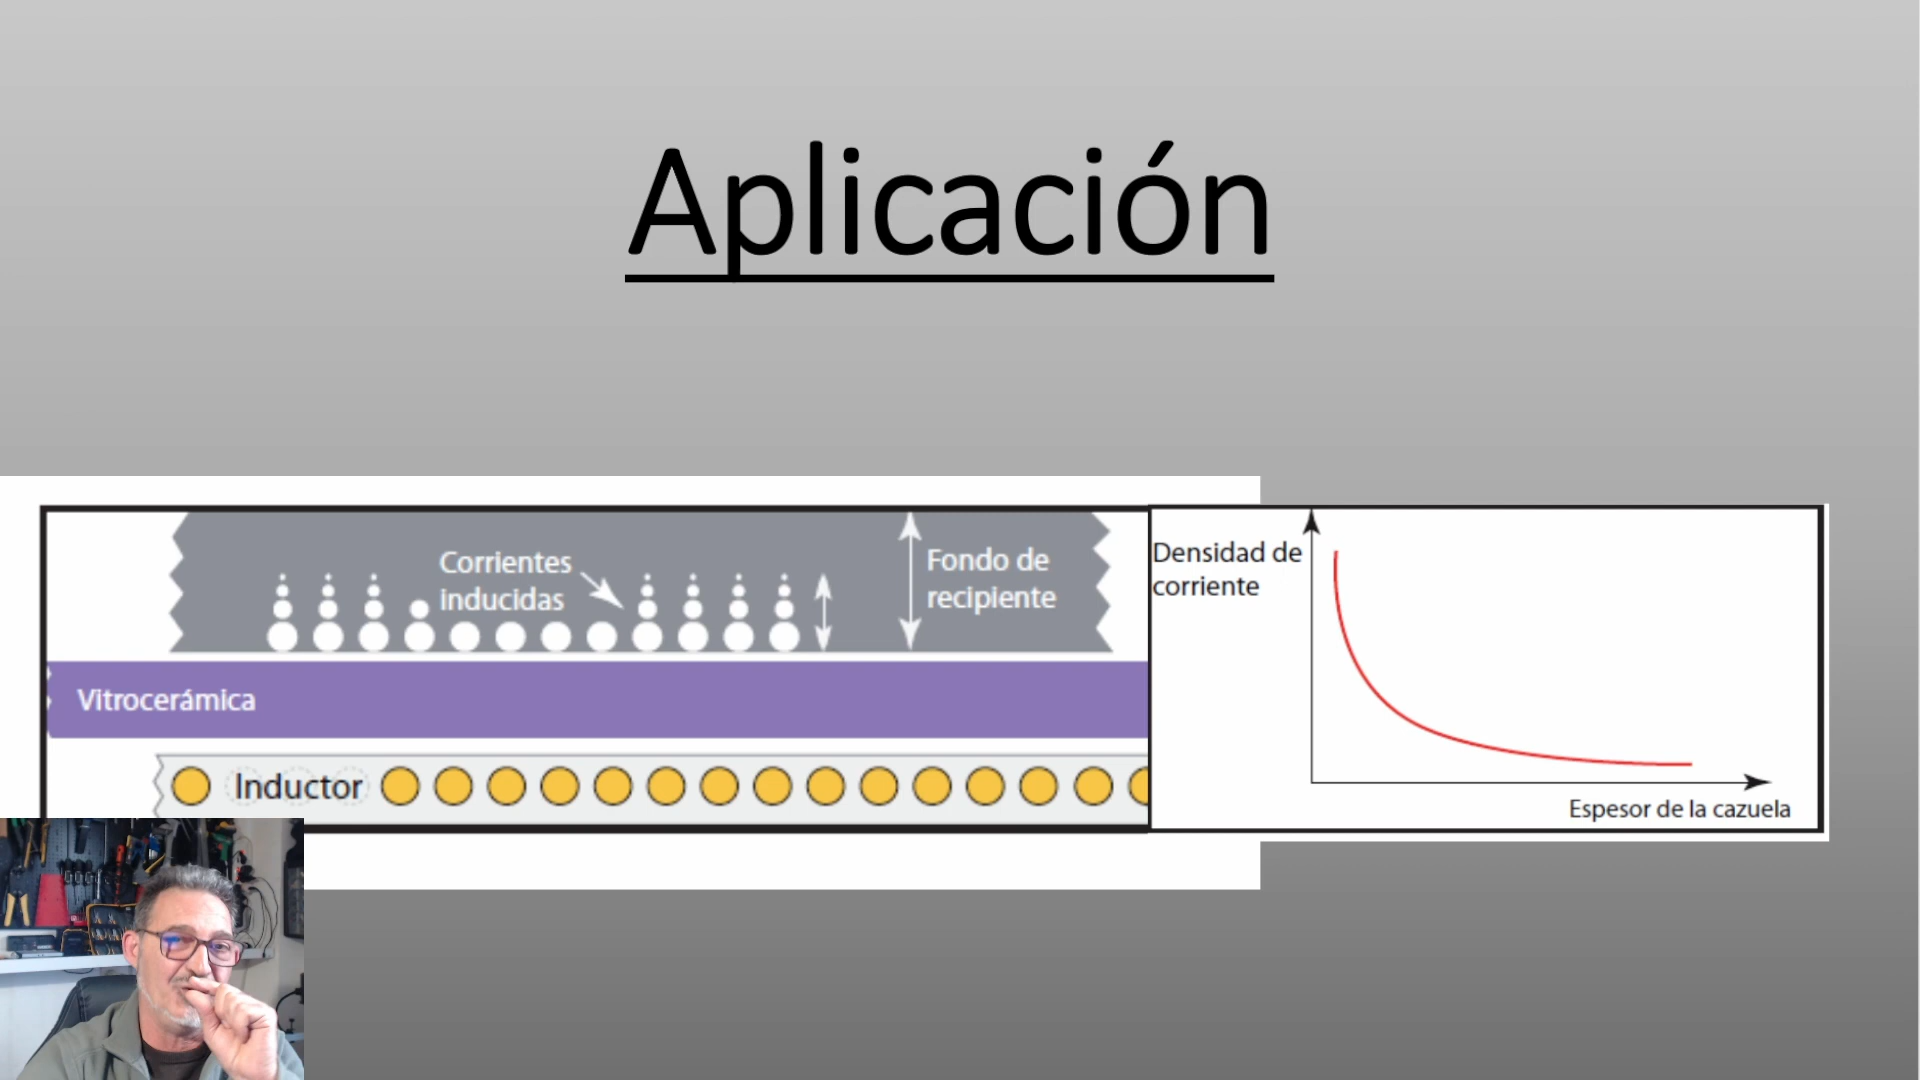 Aplicación
Corrientes
inducidas
Fondo de
recipiente
Vitrocerámica
Inductor
Densidad de
corriente
Espesor de la cazuela